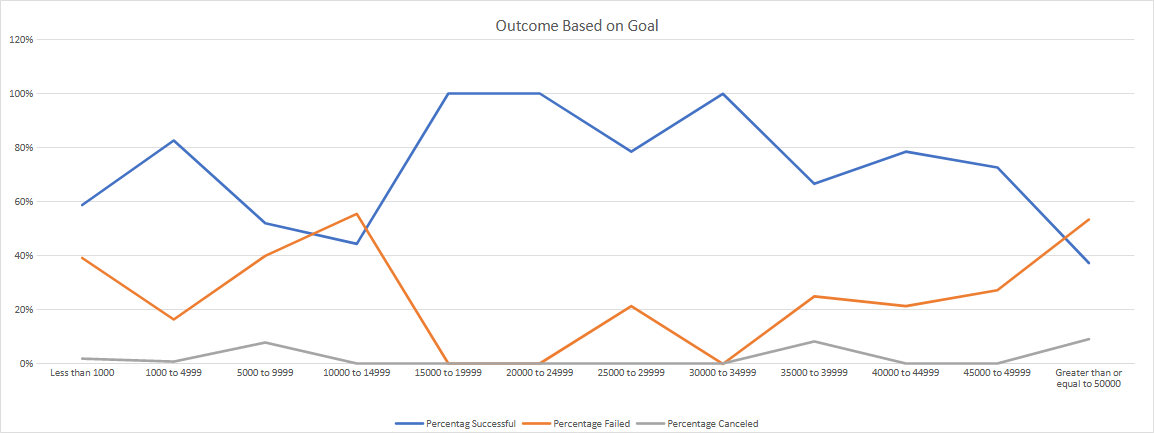 Outcome Based on Goal
120%
100%
80%
60%
40%
20%
0%
Less than 1000
1000 to 4999
5000 to 9999
10000 to 14999
15000 to 19999
20000 to 24999
25000 to 29999
30000 to 34999
35000 to 39999
40000 to 44999
45000 to 49999
Greater than or
equal to 50000
Percentag Successful
Percentage Failed
Percentage Canceled